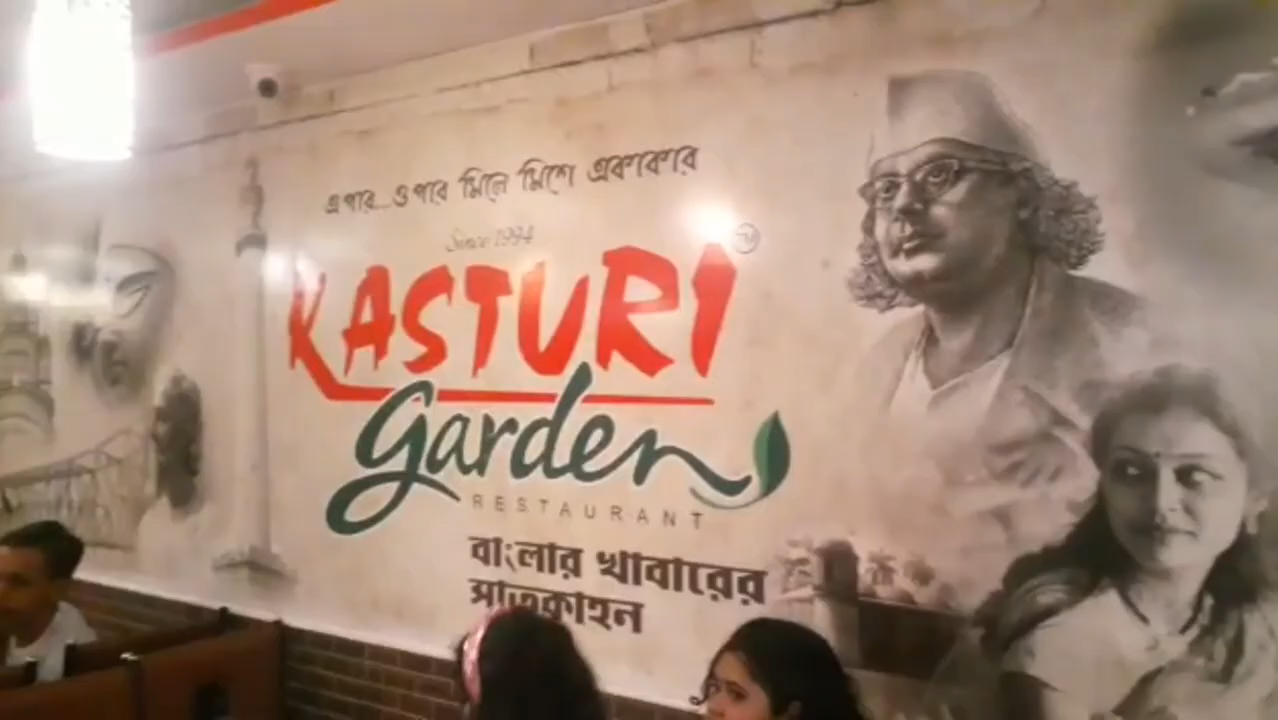 এপার...ওপার মিলে মিশে একাকার
Since 1994
KASTURI
Garden
RESTAURANT
বাংলার খাবারের
সাতকাহন